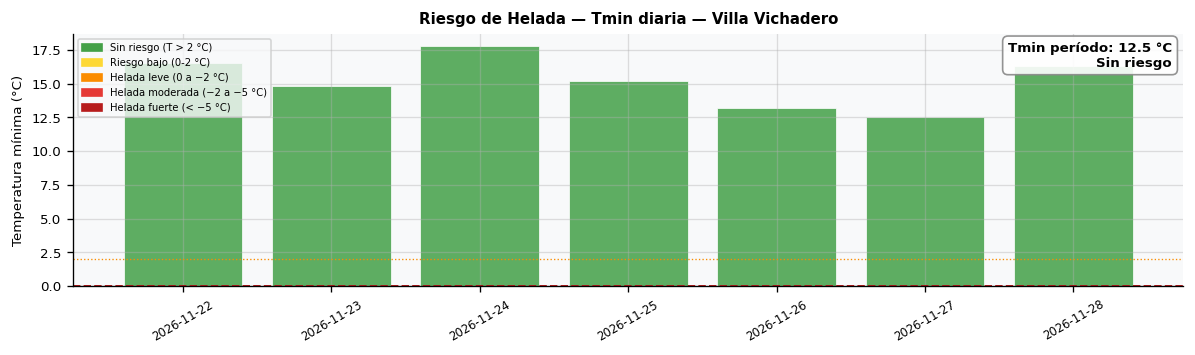 Riesgo de Helada — Tmin diaria — Villa Vichadero
Sin riesgo (T > 2 °C)
Riesgo bajo (0-2 °C)
Helada leve (0 a −2 °C)
Helada moderada (−2 a −5 °C)
Helada fuerte (< −5 °C)
Tmin período: 12.5 °C
Sin riesgo
Temperatura mínima (°C)
17.5
15.0
12.5
10.0
7.5
5.0
2.5
0.0
2026-11-22
2026-11-23
2026-11-24
2026-11-25
2026-11-26
2026-11-27
2026-11-28